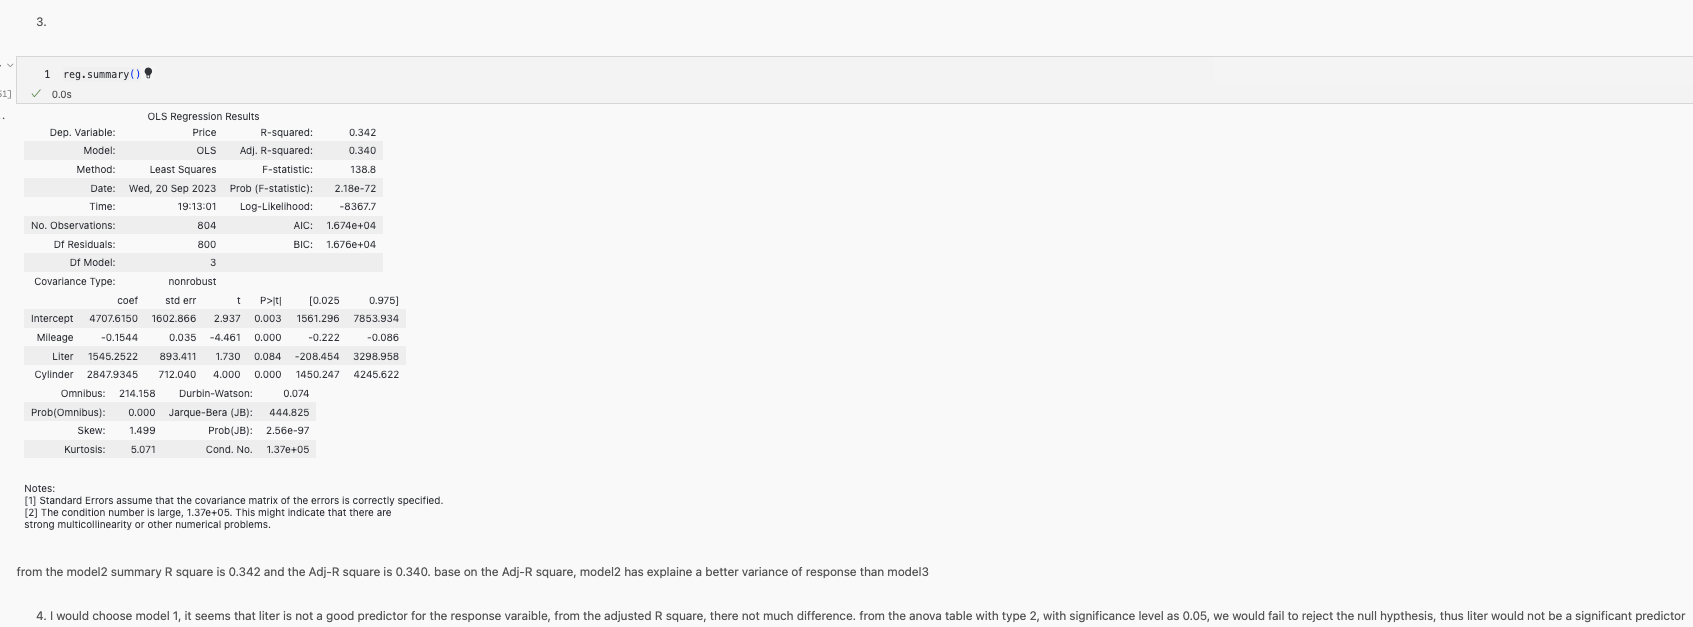 3.
1 reg.summary()
51]
0.0s
OLS Regression Results
Dep. Variable: Price R-squared: 0.342
Model: OLS Adj. R-squared: 0.340
Method: Least Squares F-statistic: 138.8
Date: Wed, 20 Sep 2023 Prob (F-statistic): 2.18e-72
Time: 19:13:01 Log-Likelihood: -8367.7
No. Observations: 804 AIC: 1.674e+04
Df Residuals: 800 BIC: 1.676e+04
Df Model: 3
Covariance Type: nonrobust
coef std err t P>|t| [0.025 0.975]
Intercept 4707.6150 1602.866 2.937 0.003 1561.296 7853.934
Mileage -0.1544 0.035 -4.461 0.000 -0.222 -0.086
Liter 1545.2522 893.411 1.730 0.084 -208.454 3298.958
Cylinder 2847.9345 712.040 4.000 0.000 1450.247 4245.622
Omnibus: 214.158 Durbin-Watson: 0.074
Prob(Omnibus): 0.000 Jarque-Bera (JB): 444.825
Skew: 1.499 Prob(JB): 2.56e-97
Kurtosis: 5.071 Cond. No. 1.37e+05
Notes:
[1] Standard Errors assume that the covariance matrix of the errors is correctly specified.
[2] The condition number is large, 1.37e+05. This might indicate that there are
strong multicollinearity or other numerical problems.
from the model2 summary R square is 0.342 and the Adj-R square is 0.340. base on the Adj-R square, model2 has explaine a better variance of response than model3
4. I would choose model 1, it seems that liter is not a good predictor for the response varaible, from the adjusted R square, there not much difference. from the anova table with type 2, with significance level as 0.05, we would fail to reject the null hypthesis, thus liter would not be a significant predictor